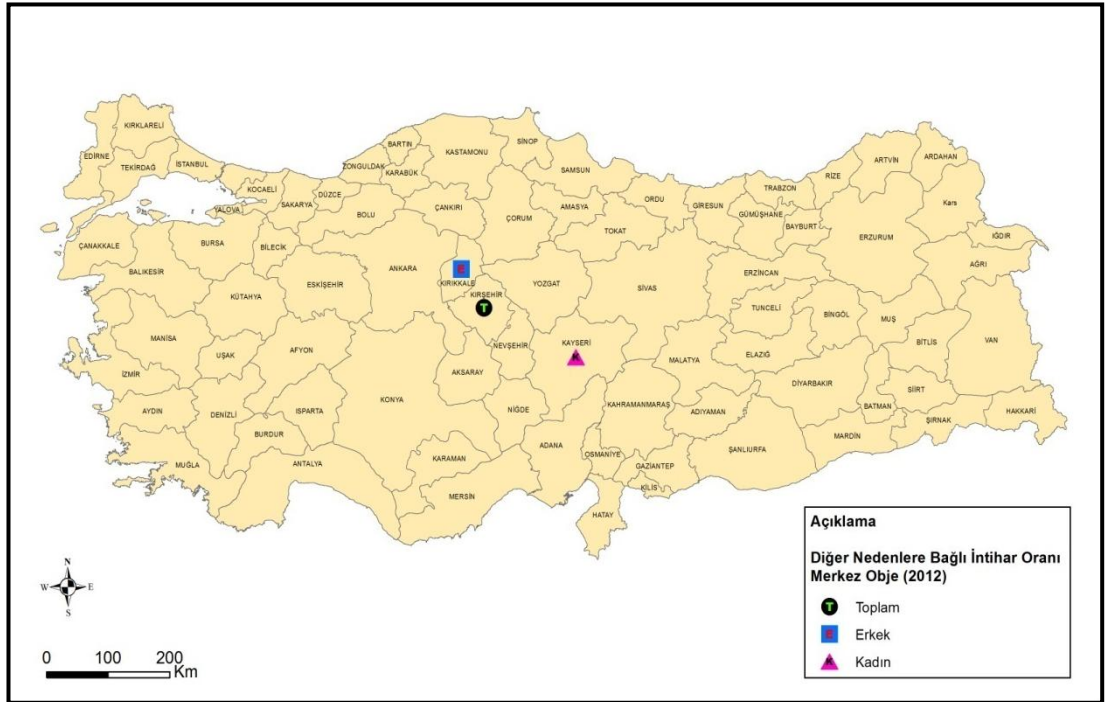 KIRKLARELİ
EDİRNE
TEKİRDAĞ
İSTANBUL
KOCAELİ
YALOVA
SAKARYA
DÜZCE
ZONGULDAK
BARTIN
KARABÜK
KASTAMONU
SİNOP
SAMSUN
BOLU
ÇANKIRI
ÇORUM
AMASYA
ORDU
GİRESUN
TRABZON
RİZE
ARTVİN
ARDAHAN
GÜMÜŞHANE
BAYBURT
Kars
TOKAT
ERZURUM
IĞDIR
ÇANAKKALE
BURSA
BİLECİK
BALIKESİR
ANKARA
E
KIRIKKALE
KIRŞEHİR
T
YOZGAT
SİVAS
ERZİNCAN
AĞRI
KÜTAHYA
ESKİŞEHİR
TUNCELİ
BİNGÖL
MUŞ
MANİSA
UŞAK
AFYON
NEVŞEHİR
KAYSERİ
K
MALATYA
ELAZIĞ
BİTLİS
VAN
İZMİR
AKSARAY
KONYA
DİYARBAKIR
SİİRT
AYDIN
DENİZLİ
ISPARTA
NİĞDE
KAHRAMANMARAŞ
ADIYAMAN
BATMAN
ŞIRNAK
HAKKARİ
BURDUR
MARDİN
MUĞLA
ANTALYA
KARAMAN
ADANA
OSMANİYE
GAZİANTEP
ŞANLIURFA
KİLİS
MERSİN
HATAY
N
W
E
S
0 100 200
Km
Açıklama
Diğer Nedenlere Bağlı İntihar Oranı
Merkez Obje (2012)
T Toplam
E Erkek
K Kadın